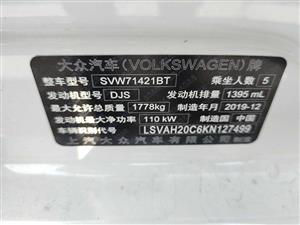 大众汽车(VOLKSWAGEN)牌
整车型号 SVW71421BT 乘坐人数 5
发动机型号 DJS 发动机排量 1395 mL
最大允许总质量 1778kg 制造年月 2019-12
发动机最大净功率 110 kW 制造国 中国
车辆识别代号 LSVAH20C6KN127499
上汽大众汽车有限公司 制造